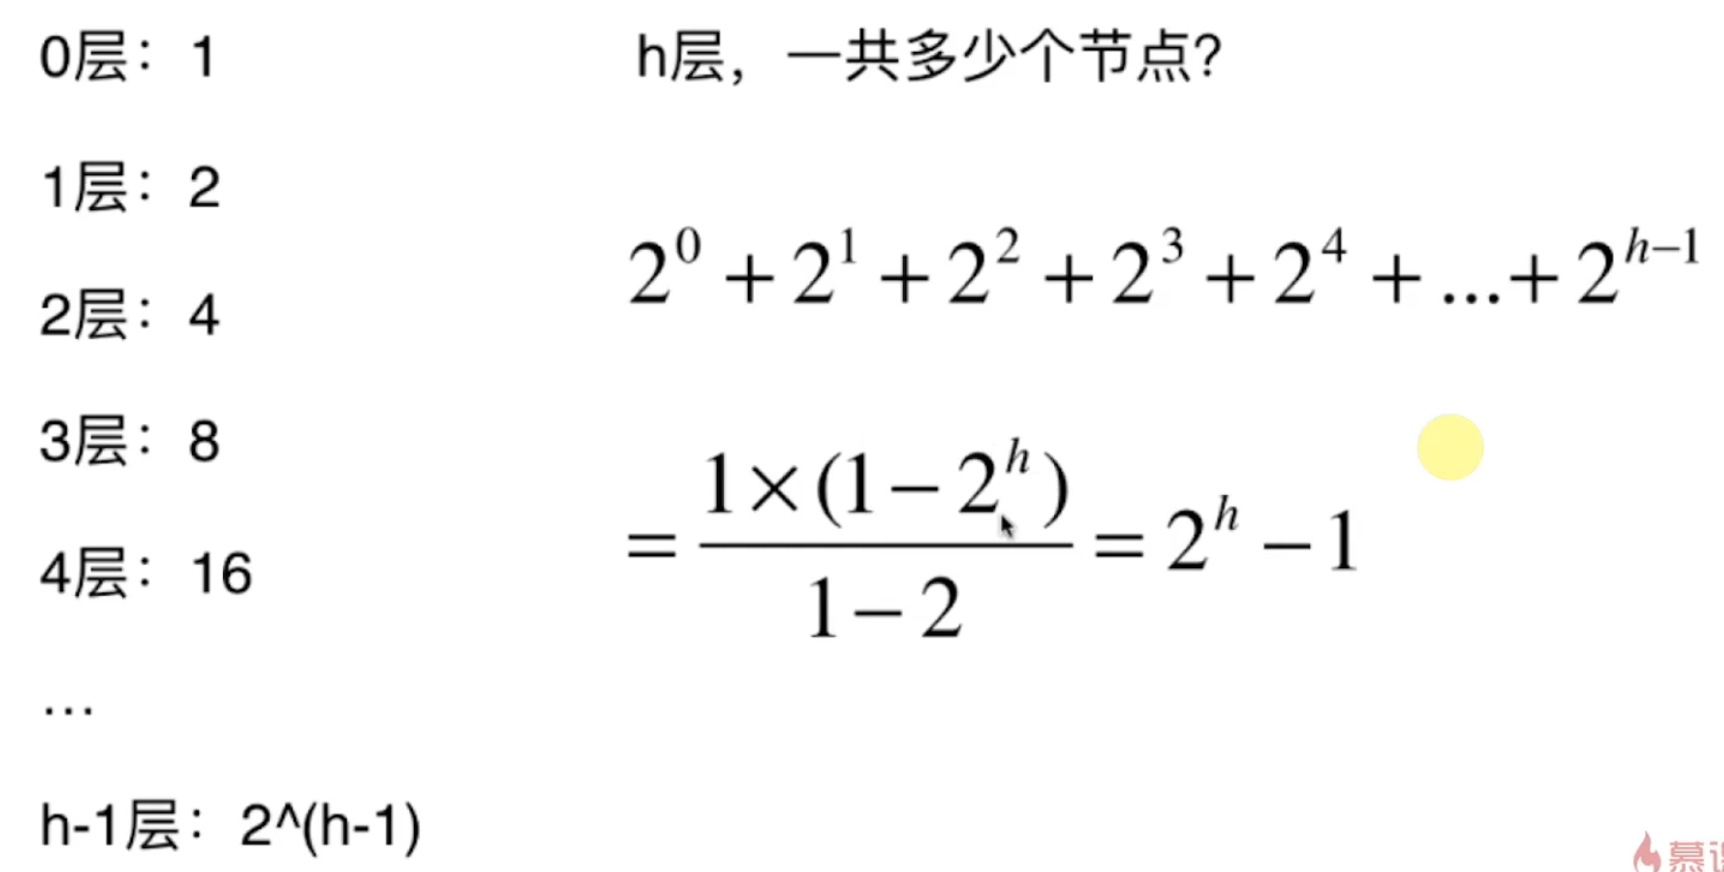 0层：1
1层：2
2层：4
3层：8
4层：16
…
h-1层：2^(h-1)
h层，一共多少个节点?
2^0 + 2^1 + 2^2 + 2^3 + 2^4 + ... + 2^{h-1}
= \frac{1×(1-2^h)}{1-2} = 2^h - 1
慕